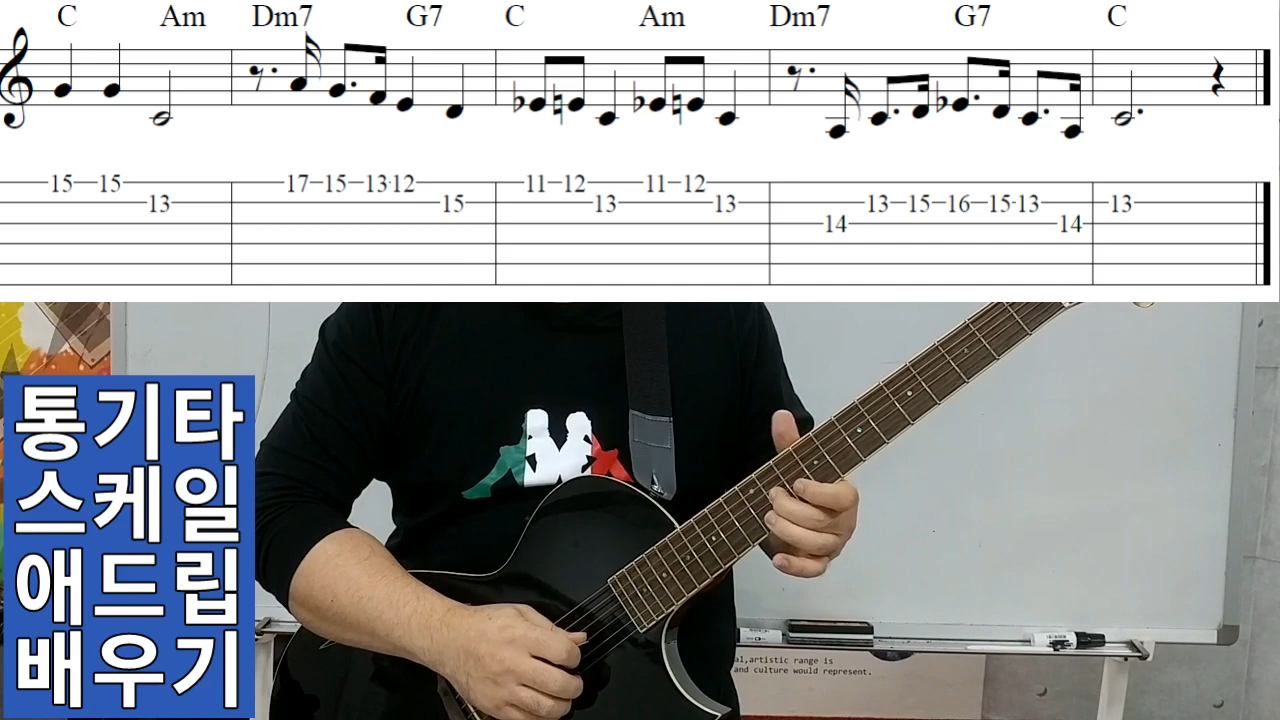 C Am Dm7 G7 C Am Dm7 G7 C
15 15 17 15 13 12 11 12 11 12
13 15 13 13 13 15 16 15 13 13
14 14
통기타
스케일
애드립
배우기
al,artistic range is
and culture would represent.